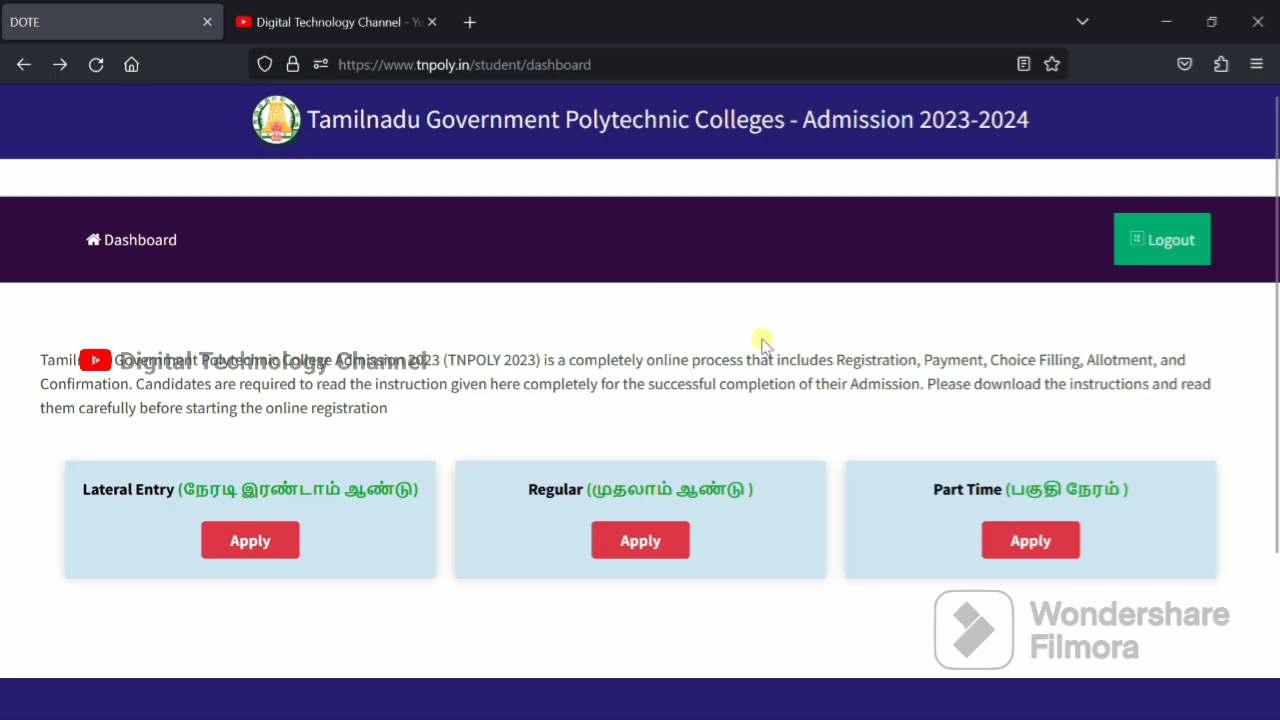 DOTE
Digital Technology Channel - Yo
https://www.tnpoly.in/student/dashboard
Tamilnadu Government Polytechnic Colleges - Admission 2023-2024
Dashboard
Logout
Digital Technology Channel
Tamilnadu Government Polytechnic College Admission 2023 (TNPOLY 2023) is a completely online process that includes Registration, Payment, Choice Filling, Allotment, and
Confirmation. Candidates are required to read the instruction given here completely for the successful completion of their Admission. Please download the instructions and read
them carefully before starting the online registration
Lateral Entry (நேரடி இரண்டாம் ஆண்டு)
Apply
Regular (முதலாம் ஆண்டு )
Apply
Part Time (பகுதி நேரம் )
Apply
Wondershare
Filmora